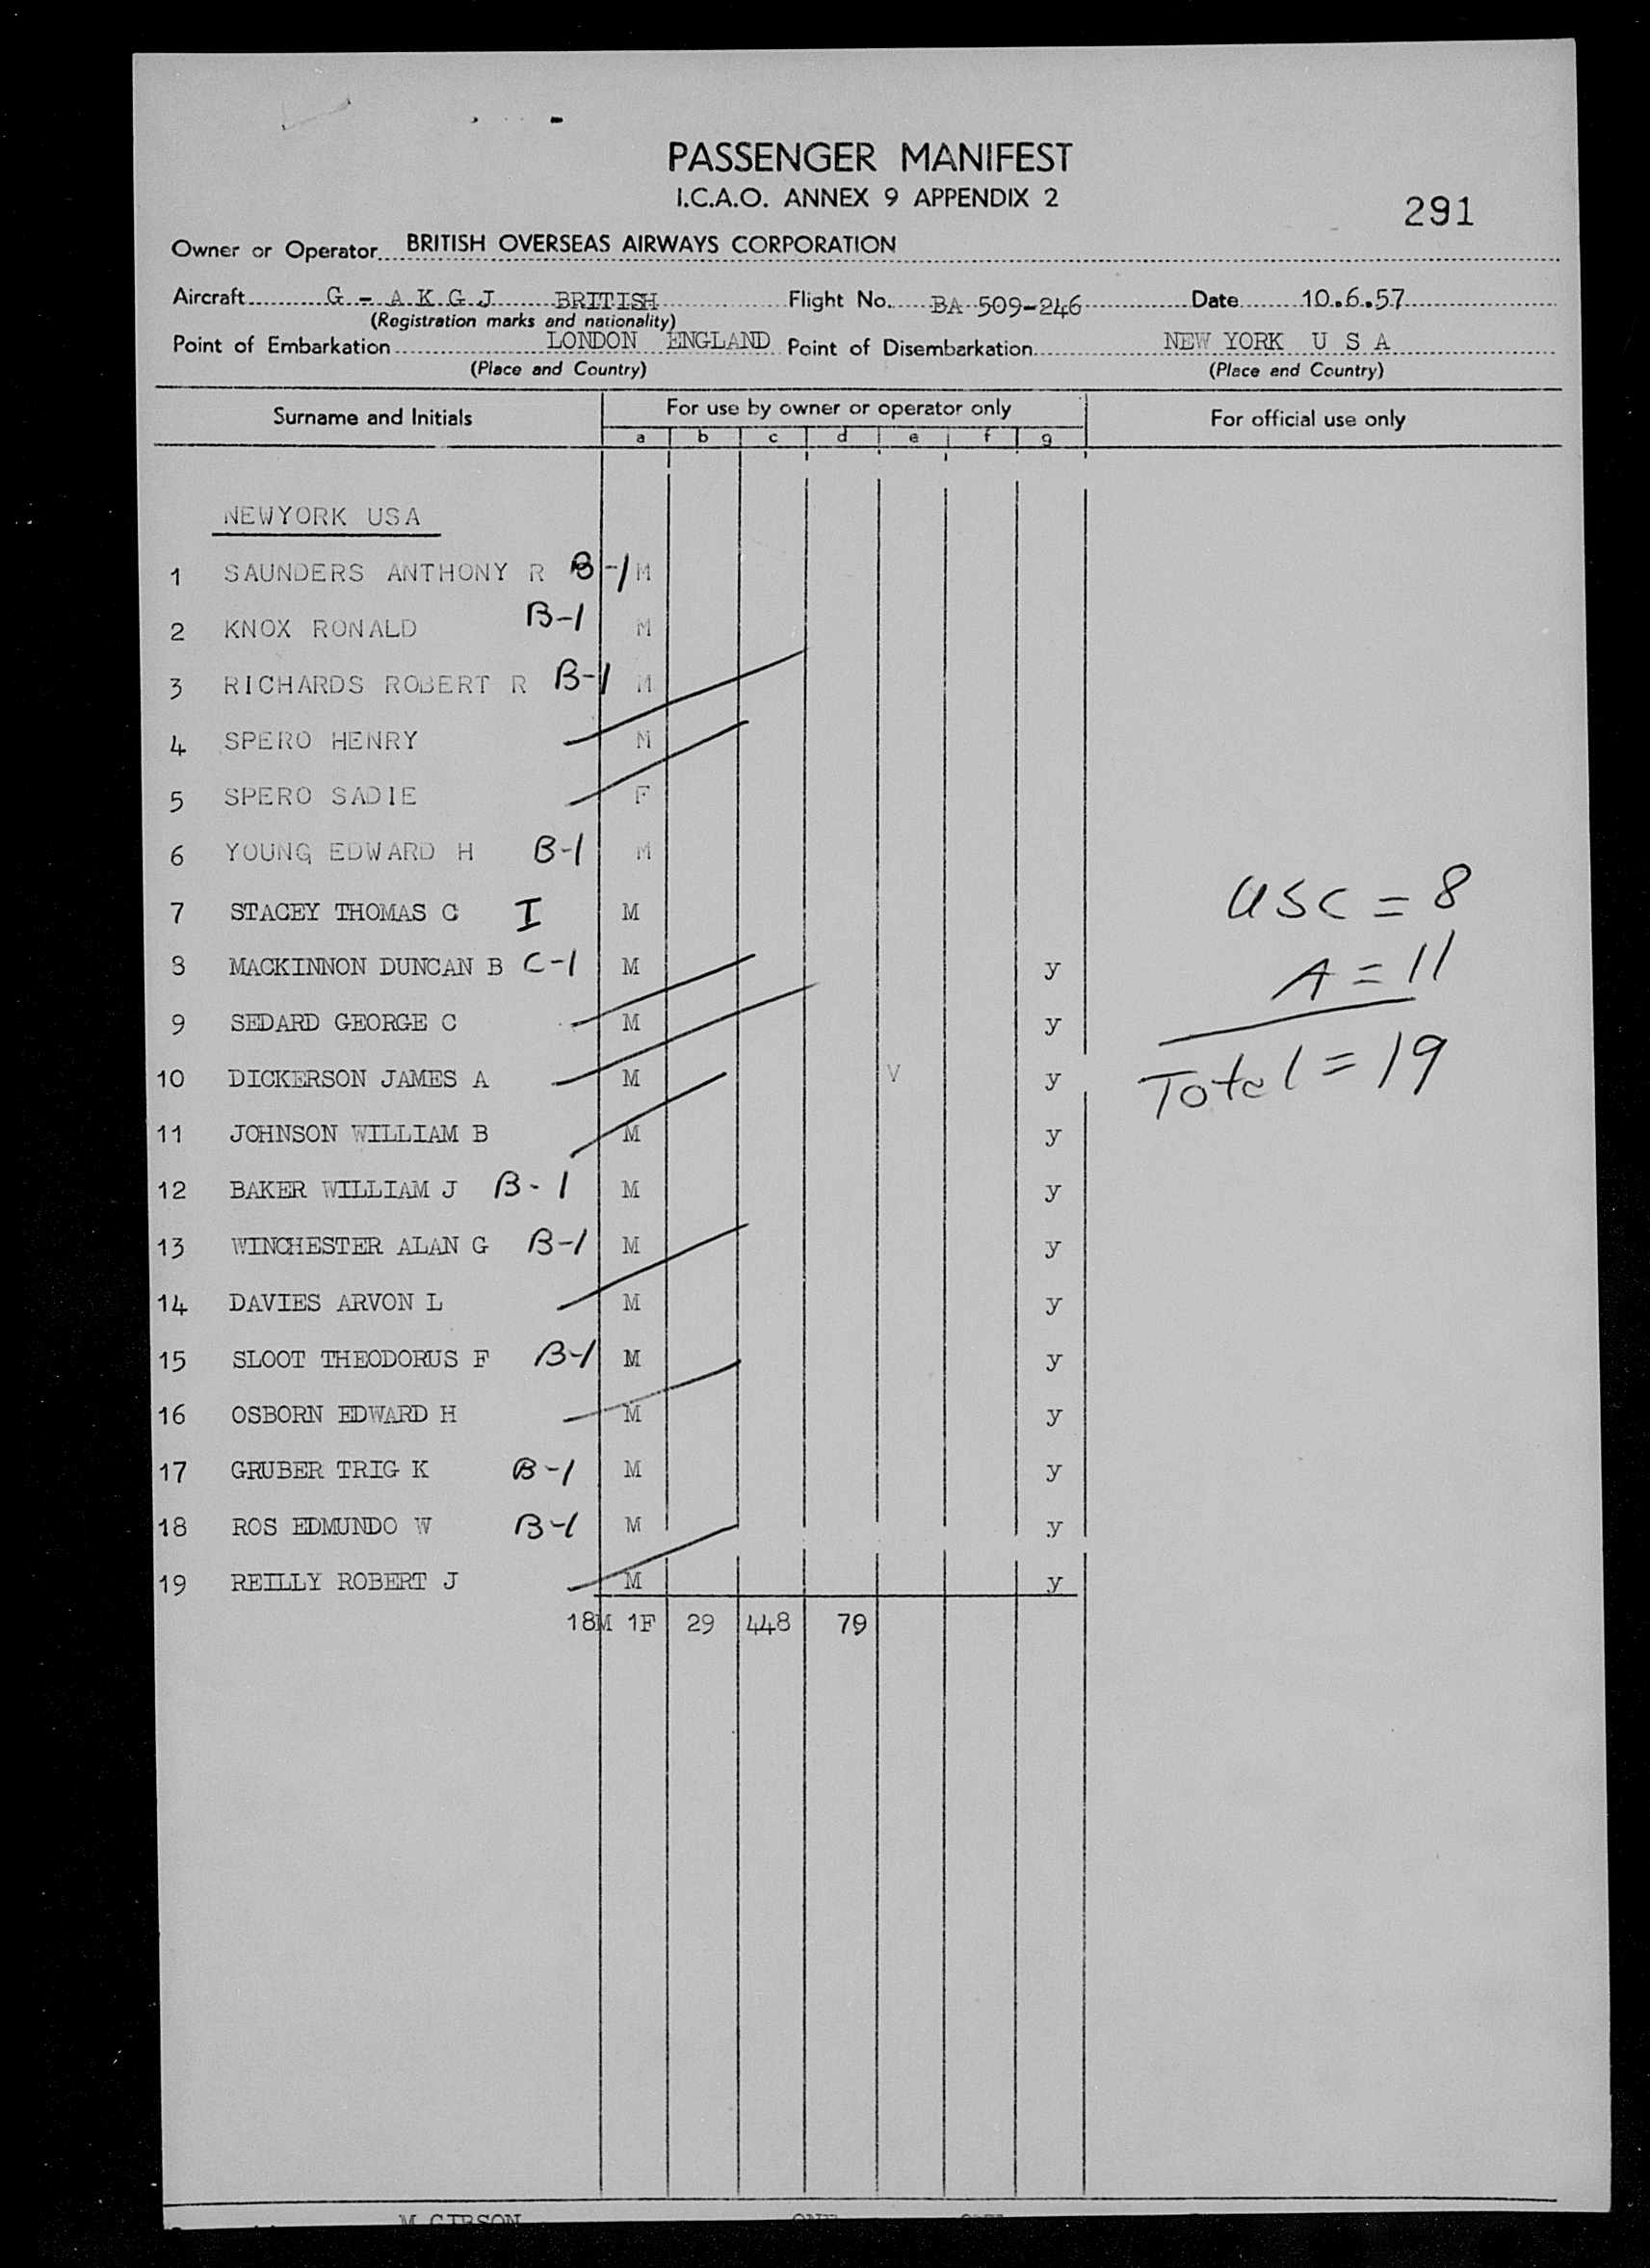 PASSENGER MANIFEST
I.C.A.O. ANNEX 9 APPENDIX 2
291
Owner or Operator BRITISH OVERSEAS AIRWAYS CORPORATION
Aircraft G - A K G J BRITISH Flight No. BA 509-246 Date 10.6.57
(Registration marks and nationality)
Point of Embarkation LONDON ENGLAND Point of Disembarkation NEW YORK U S A
(Place and Country) (Place and Country)
Surname and Initials For use by owner or operator only For official use only
a b c d e f g
NEWYORK USA
1 SAUNDERS ANTHONY R B-1 M
2 KNOX RONALD B-1 M
3 RICHARDS ROBERT R B-1 M
4 SPERO HENRY M
5 SPERO SADIE F
6 YOUNG EDWARD H B-1 M
7 STACEY THOMAS C I M
USC = 8
8 MACKINNON DUNCAN B C-1 M y
A = 11
9 SEDARD GEORGE C M y
10 DICKERSON JAMES A M V y
Total = 19
11 JOHNSON WILLIAM B M y
12 BAKER WILLIAM J B-1 M y
13 WINCHESTER ALAN G B-1 M y
14 DAVIES ARVON L M y
15 SLOOT THEODORUS F B-1 M y
16 OSBORN EDWARD H M y
17 GRUBER TRIG K B-1 M y
18 ROS EDMUNDO W B-1 M y
19 REILLY ROBERT J M y
18M 1F 29 448 79
M GIBSON